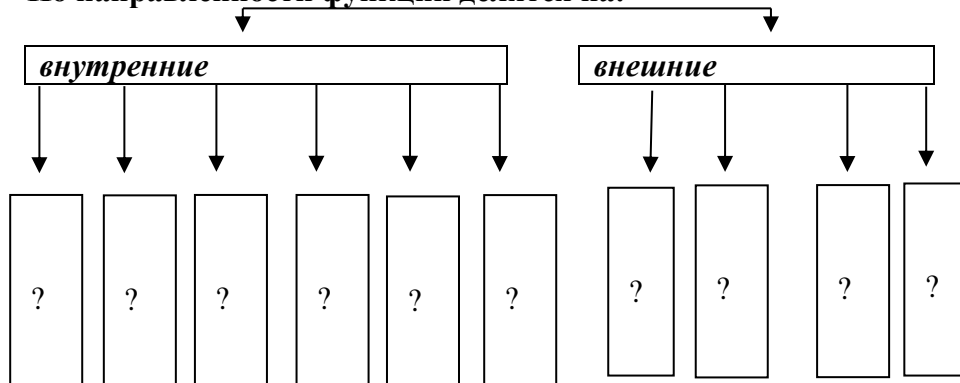 По направленности функции делятся на:
внутренние внешние
? ? ? ? ? ? ? ? ? ?